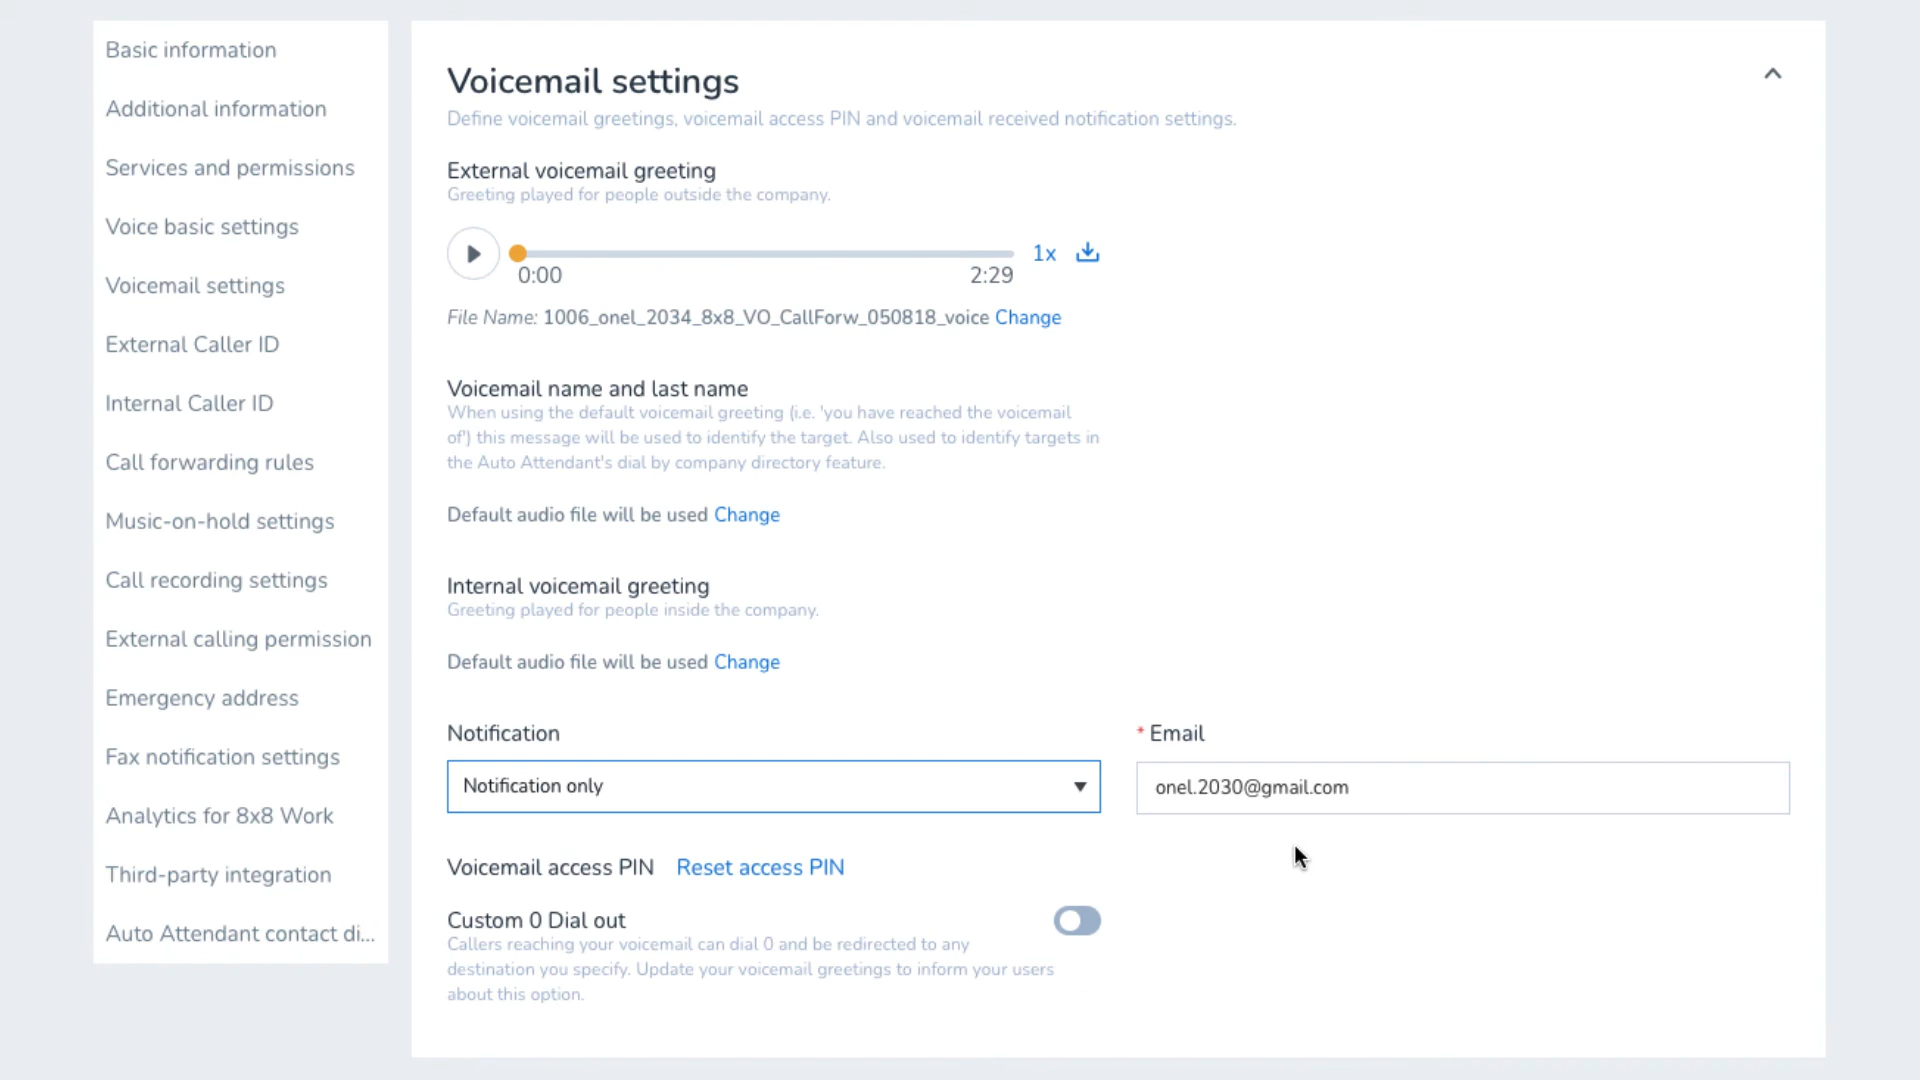 Basic information
Additional information
Services and permissions
Voice basic settings
Voicemail settings
External Caller ID
Internal Caller ID
Call forwarding rules
Music-on-hold settings
Call recording settings
External calling permission
Emergency address
Fax notification settings
Analytics for 8x8 Work
Third-party integration
Auto Attendant contact di...
Voicemail settings
Define voicemail greetings, voicemail access PIN and voicemail received notification settings.
External voicemail greeting
Greeting played for people outside the company.
1x
0:00 2:29
File Name: 1006_onel_2034_8x8_VO_CallForw_050818_voice Change
Voicemail name and last name
When using the default voicemail greeting (i.e. 'you have reached the voicemail
of') this message will be used to identify the target. Also used to identify targets in
the Auto Attendant's dial by company directory feature.
Default audio file will be used Change
Internal voicemail greeting
Greeting played for people inside the company.
Default audio file will be used Change
Notification
Notification only
* Email
onel.2030@gmail.com
Voicemail access PIN Reset access PIN
Custom 0 Dial out
Callers reaching your voicemail can dial 0 and be redirected to any
destination you specify. Update your voicemail greetings to inform your users
about this option.